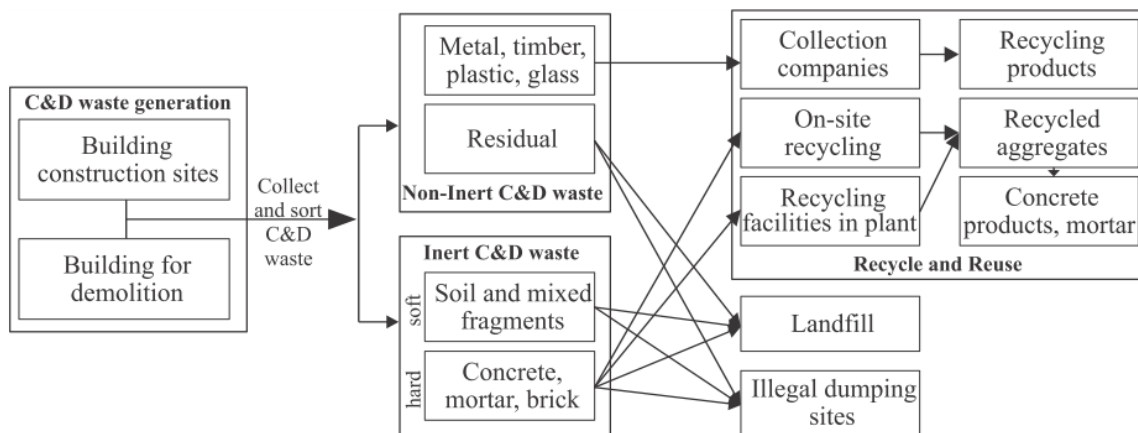 C&D waste generation
Building
construction sites
Building for
demolition
Collect
and sort
C&D
waste
Metal, timber,
plastic, glass
Residual
Non-Inert C&D waste
Inert C&D waste
soft
Soil and mixed
fragments
hard
Concrete,
mortar, brick
Collection
companies
Recycling
products
On-site
recycling
Recycled
aggregates
Recycling
facilities in plant
Concrete
products, mortar
Recycle and Reuse
Landfill
Illegal dumping
sites